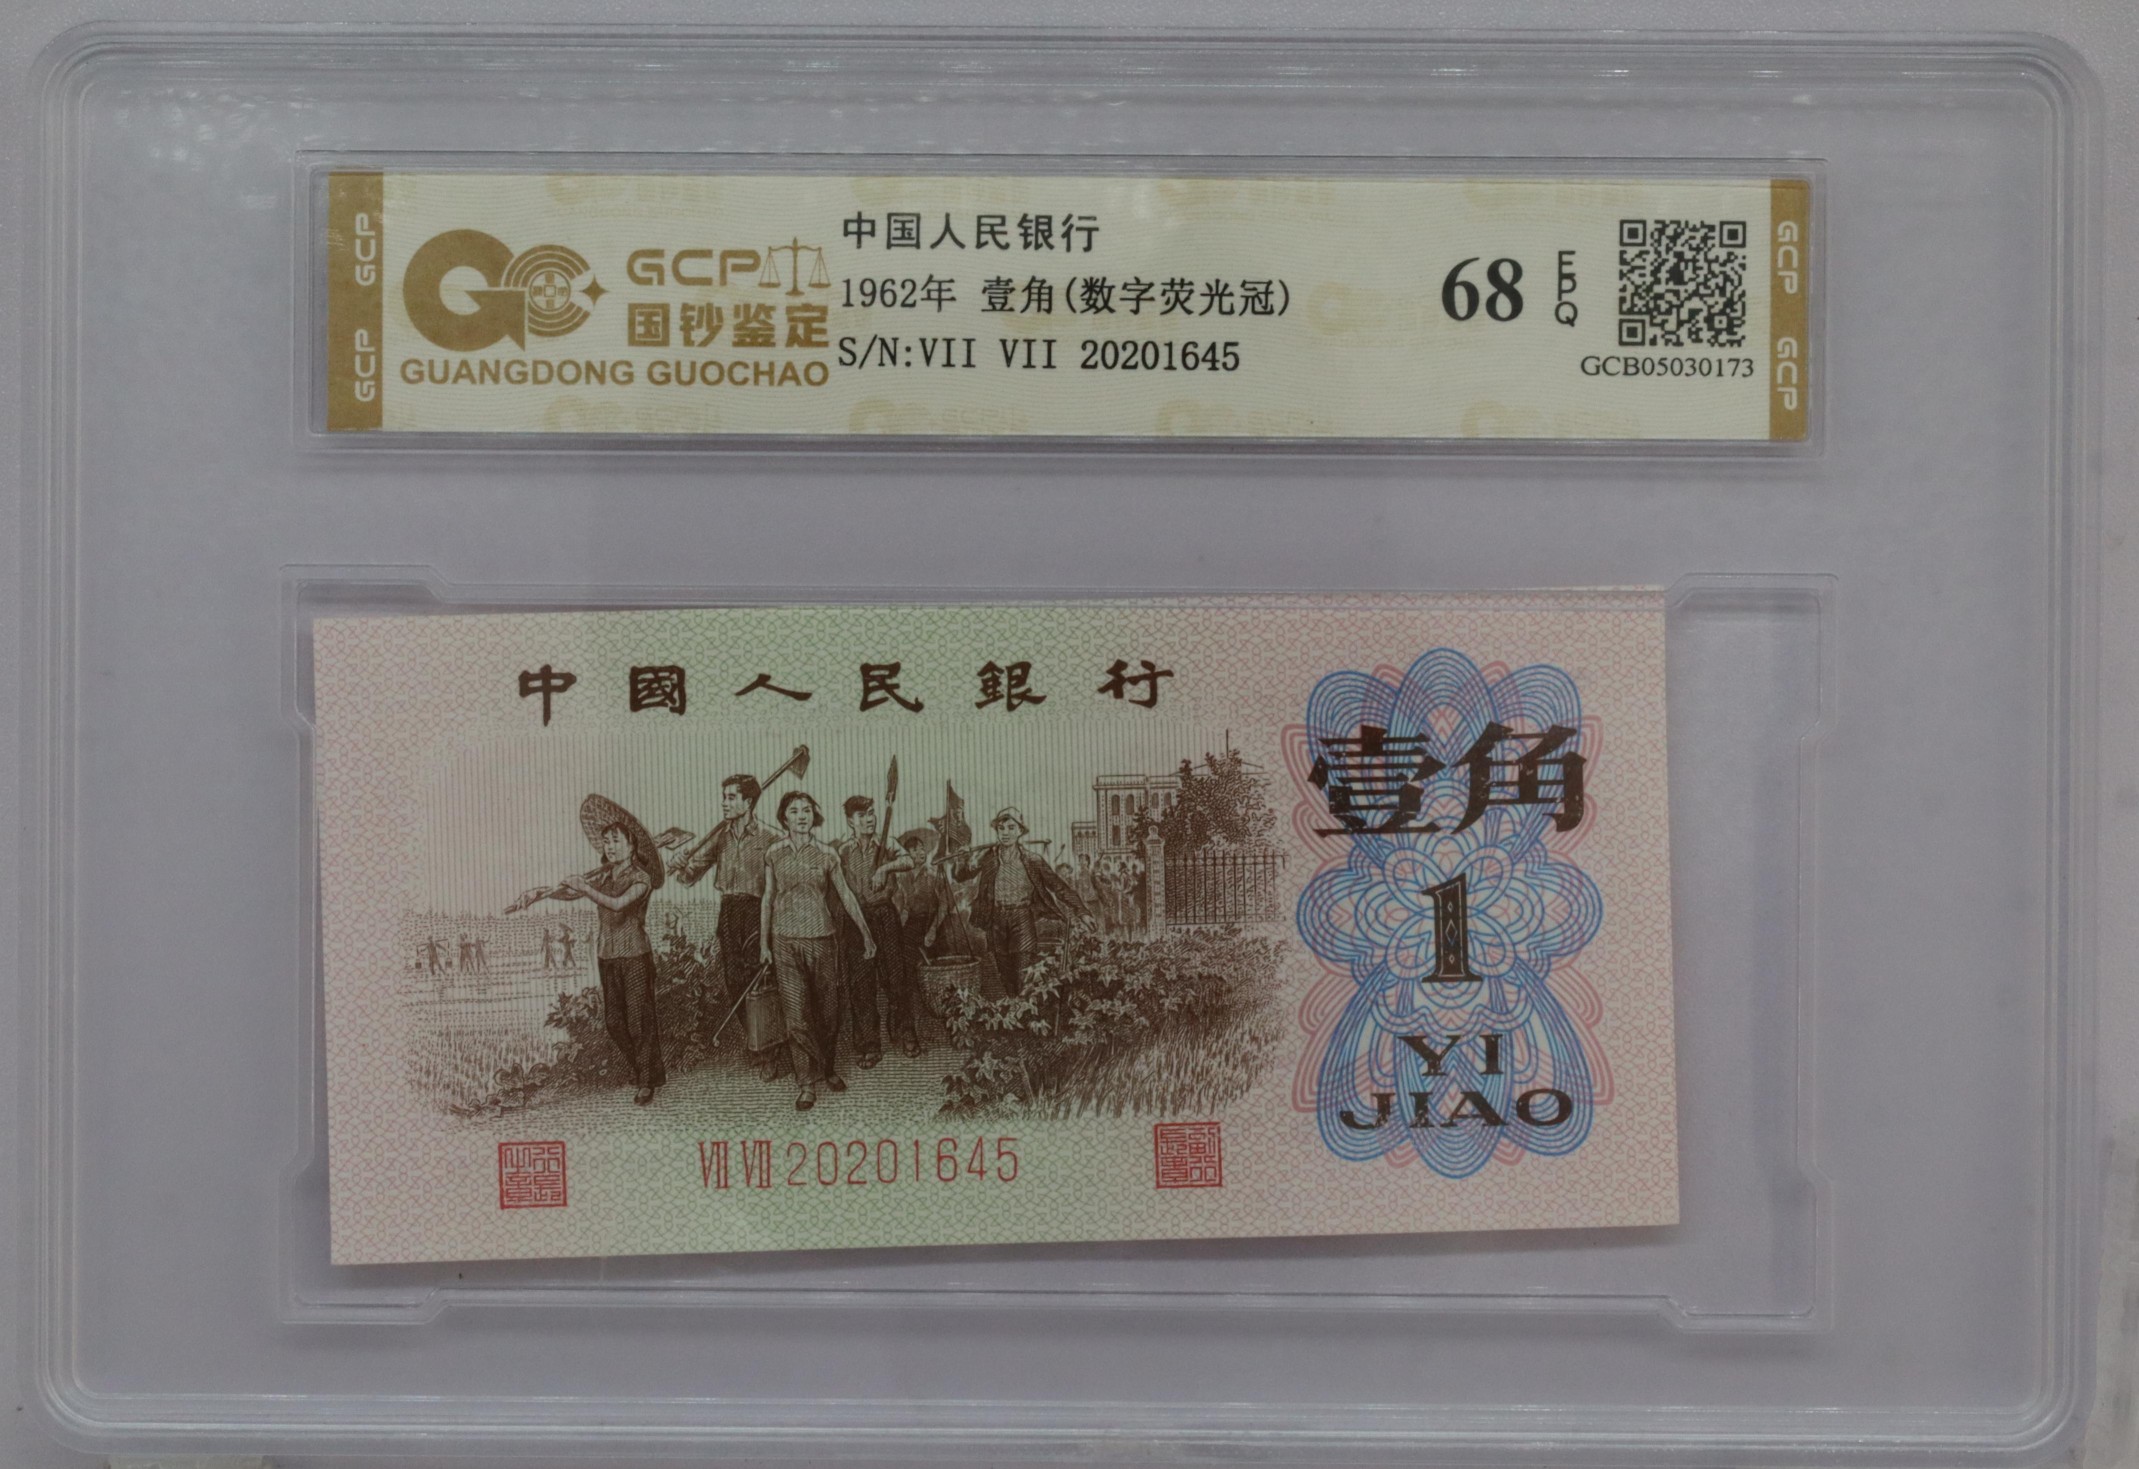 GCP
GCP
GCP
国钞鉴定
GUANGDONG GUOCHAO
中国人民银行
1962年 壹角(数字荧光冠)
S/N:VII VII 20201645
68
EPQ
GCB05030173
GCP
GCP
中國人民銀行
壹角
1
YI
JIAO
VII VII 20201645